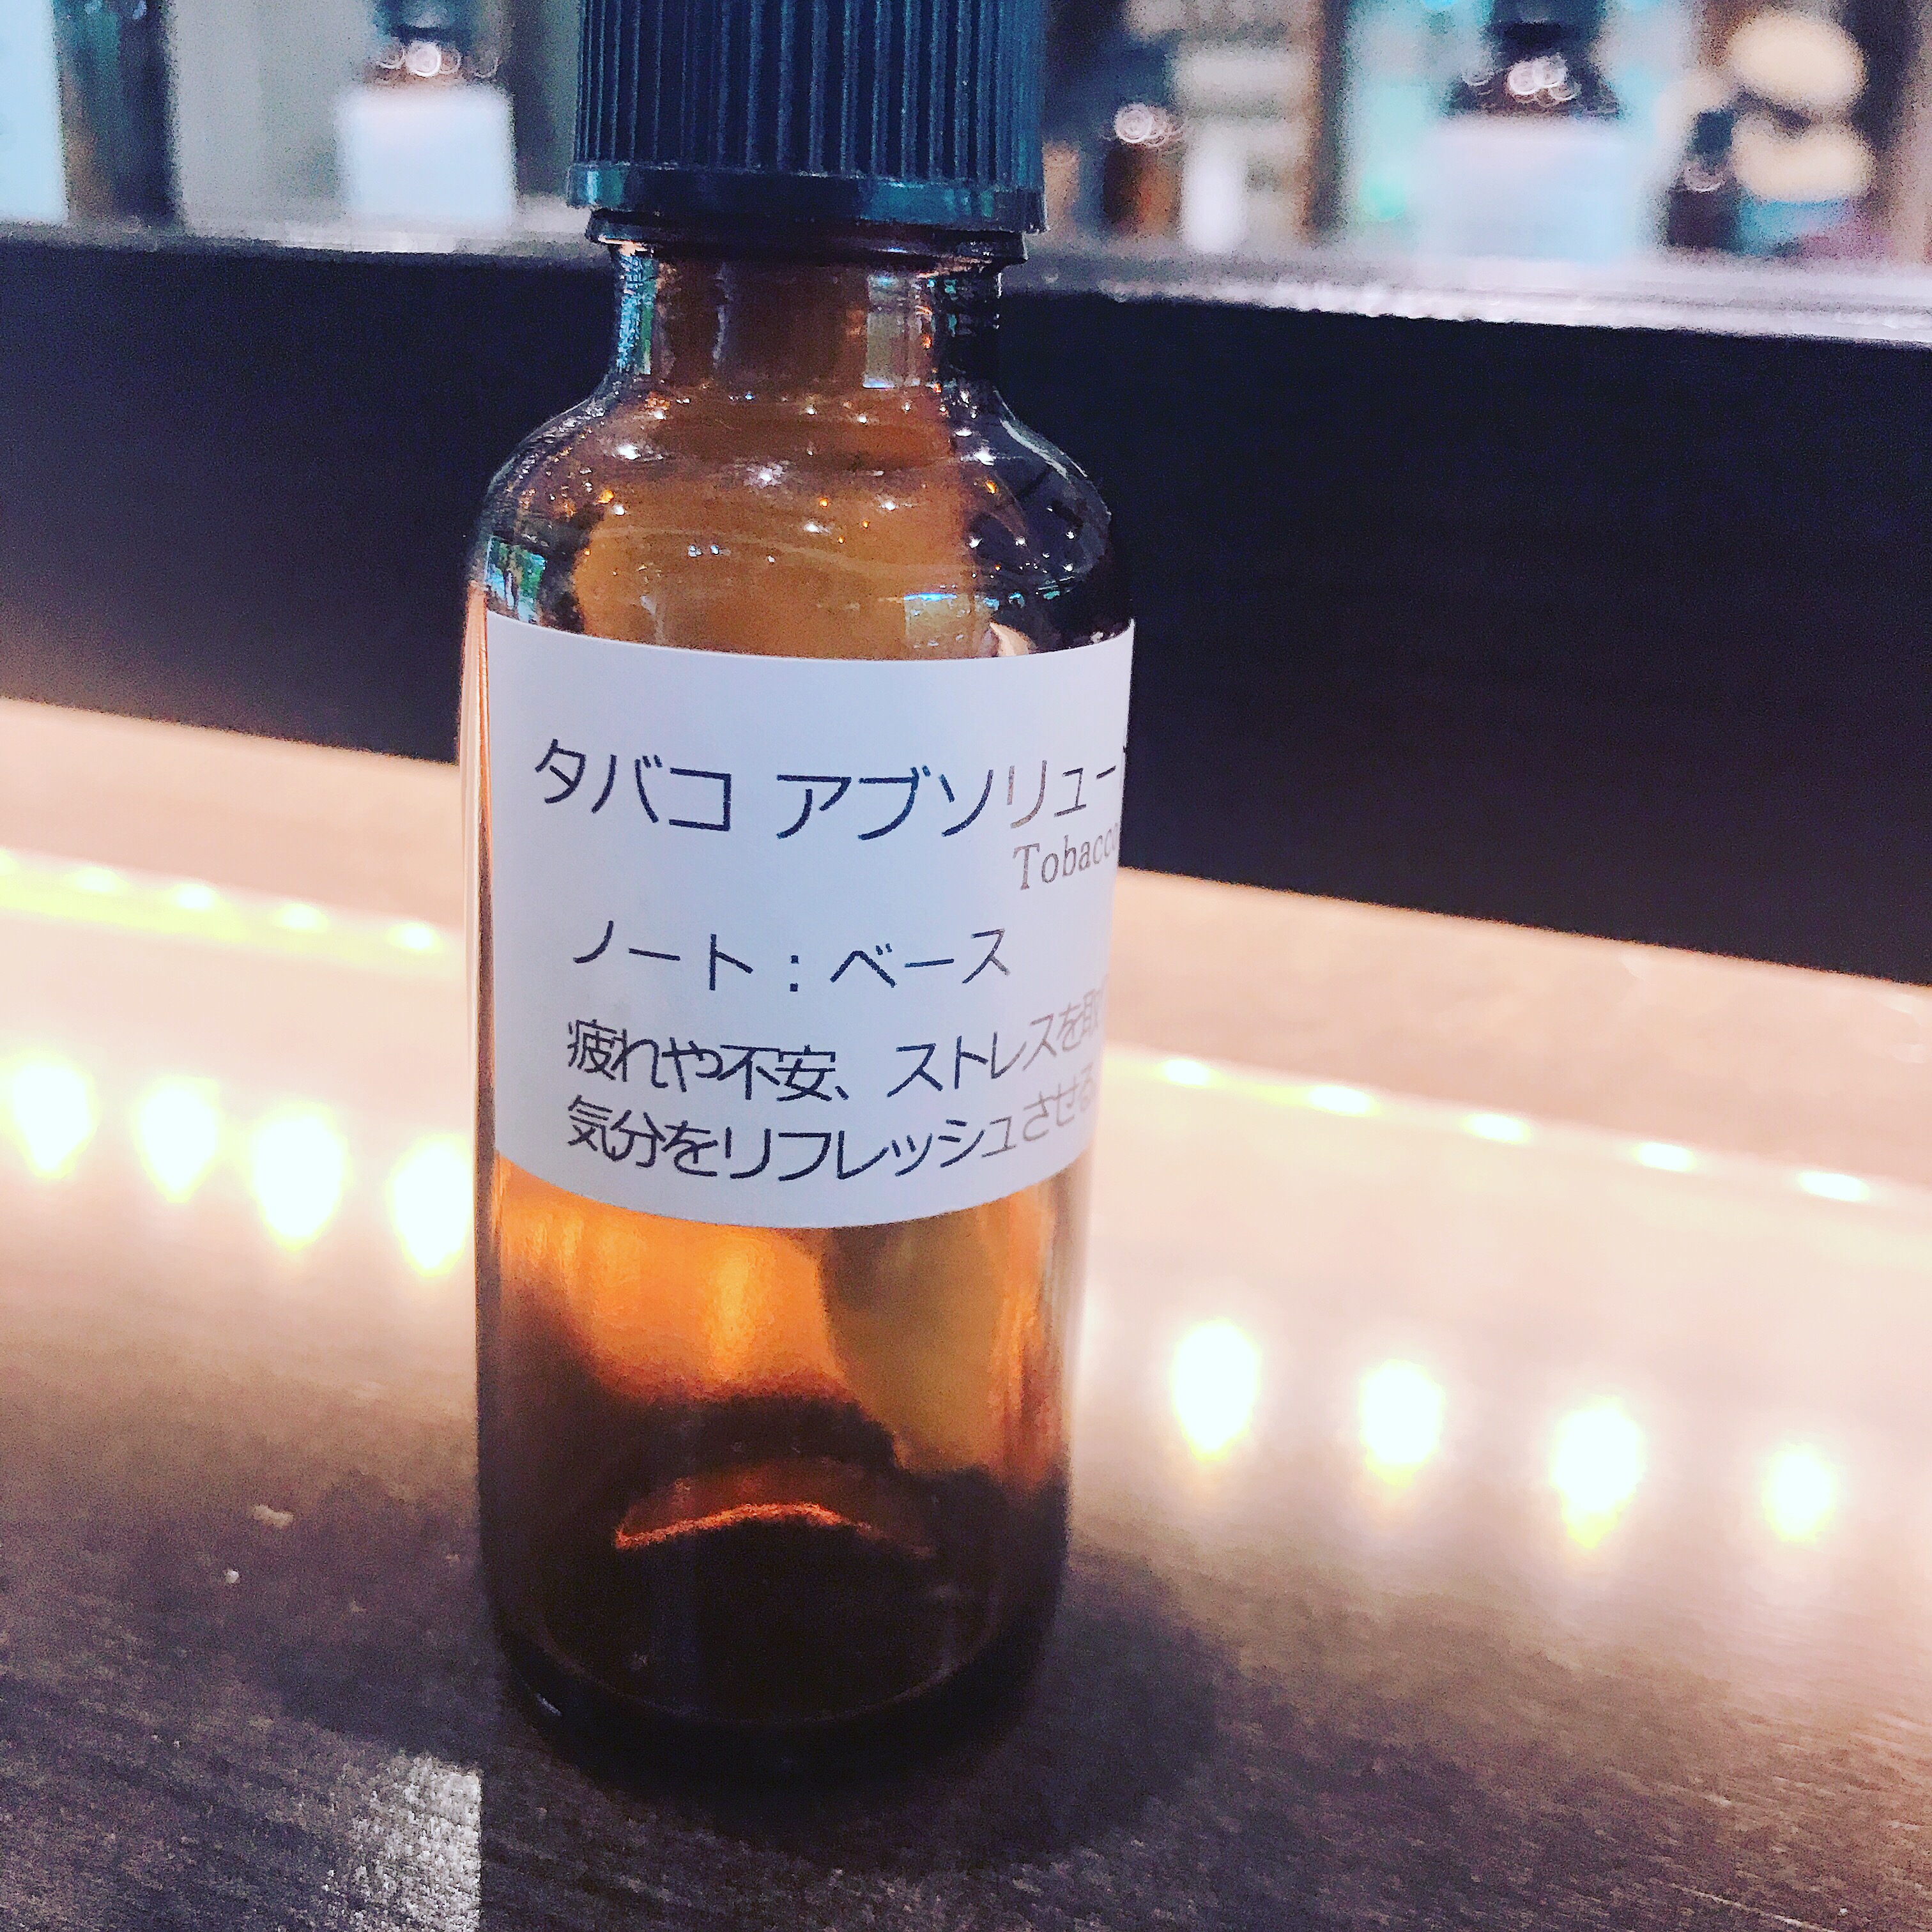 タバコ アブソリュー
Tobacco
ノート：ベース
疲れや不安、ストレスを取
気分をリフレッシュさせる